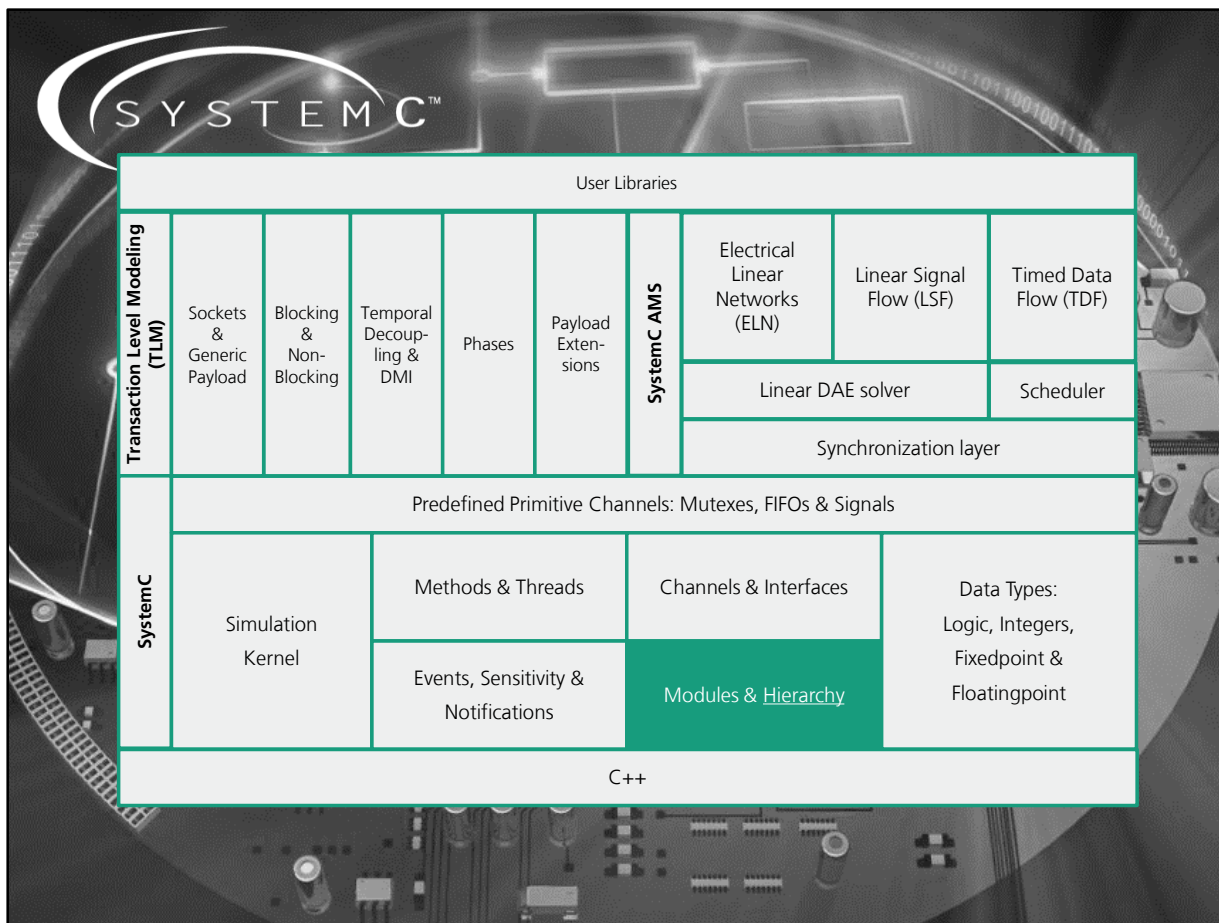 SYSTEMC™
User Libraries
Transaction Level Modeling
(TLM)
Sockets
&
Generic
Payload
Blocking
&
Non-
Blocking
Temporal
Decoup-
ling &
DMI
Phases
Payload
Exten-
sions
SystemC AMS
Electrical
Linear
Networks
(ELN)
Linear Signal
Flow (LSF)
Timed Data
Flow (TDF)
Linear DAE solver
Scheduler
Synchronization layer
SystemC
Predefined Primitive Channels: Mutexes, FIFOs & Signals
Simulation
Kernel
Methods & Threads
Events, Sensitivity &
Notifications
Channels & Interfaces
Modules & Hierarchy
Data Types:
Logic, Integers,
Fixedpoint &
Floatingpoint
C++